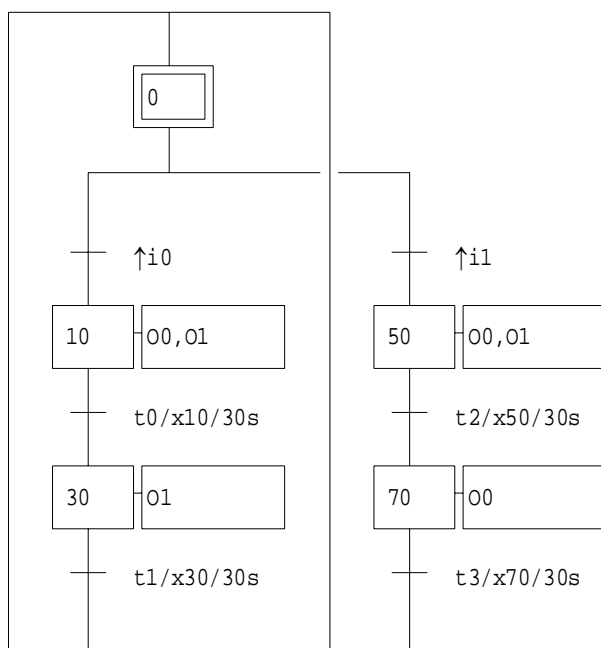 0
↑i0 ↑i1
10 O0,O1 50 O0,O1
t0/x10/30s t2/x50/30s
30 O1 70 O0
t1/x30/30s t3/x70/30s